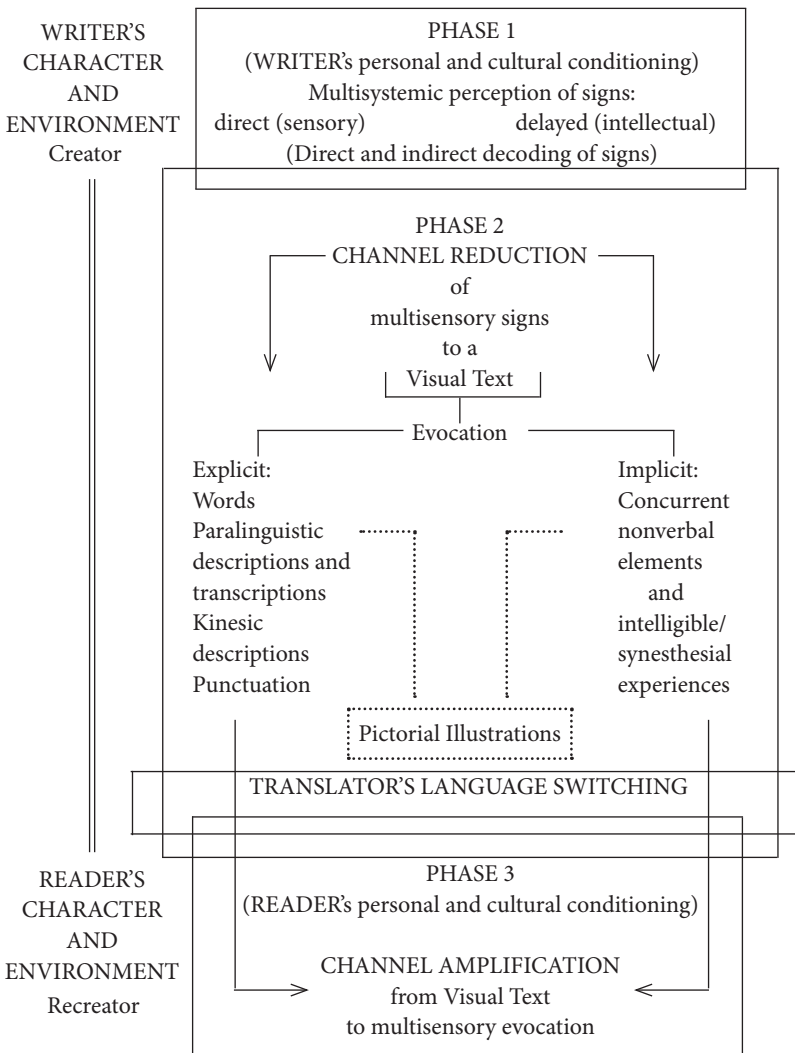 WRITER'S
CHARACTER
AND
ENVIRONMENT
Creator
PHASE 1
(WRITER's personal and cultural conditioning)
Multisystemic perception of signs:
direct (sensory) delayed (intellectual)
(Direct and indirect decoding of signs)
PHASE 2
CHANNEL REDUCTION
of
multisensory signs
to a
Visual Text
Evocation
Explicit:
Words
Paralinguistic
descriptions and
transcriptions
Kinesic
descriptions
Punctuation
Implicit:
Concurrent
nonverbal
elements
and
intelligible/
synesthesial
experiences
Pictorial Illustrations
TRANSLATOR'S LANGUAGE SWITCHING
READER'S
CHARACTER
AND
ENVIRONMENT
Recreator
PHASE 3
(READER's personal and cultural conditioning)
CHANNEL AMPLIFICATION
from Visual Text
to multisensory evocation